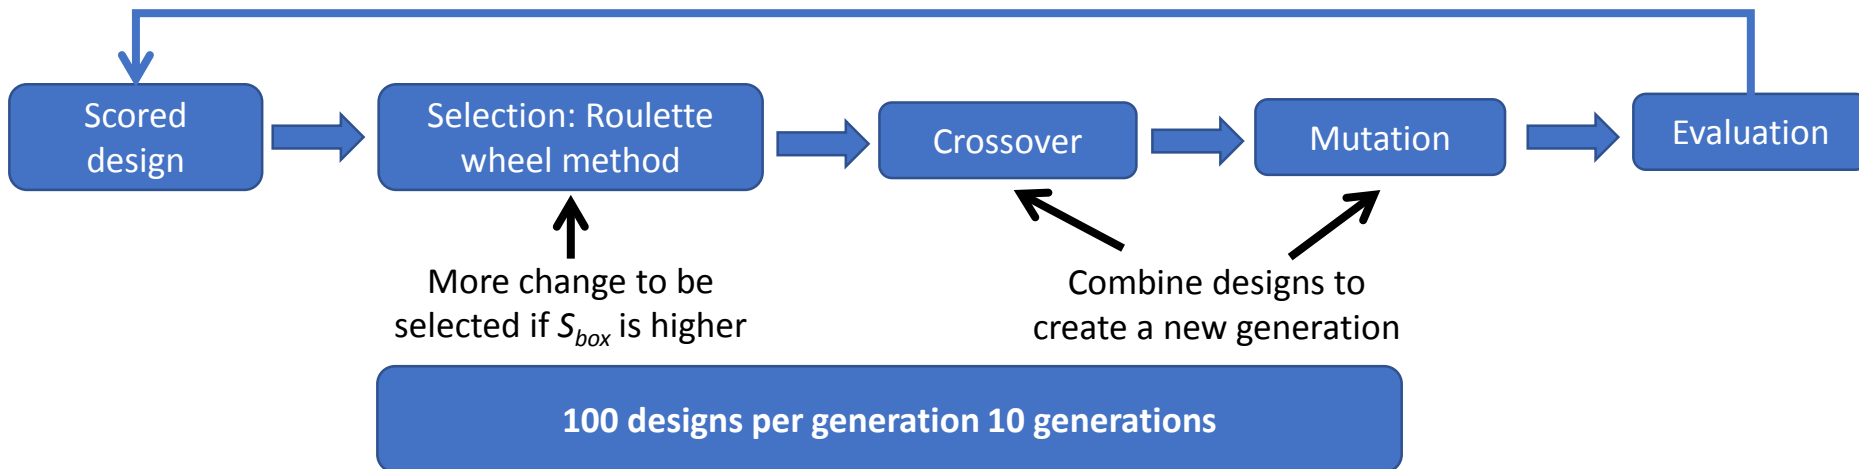 Scored
design
Selection: Roulette
wheel method
Crossover
Mutation
Evaluation
More change to be
selected if S_box is higher
Combine designs to
create a new generation
100 designs per generation 10 generations